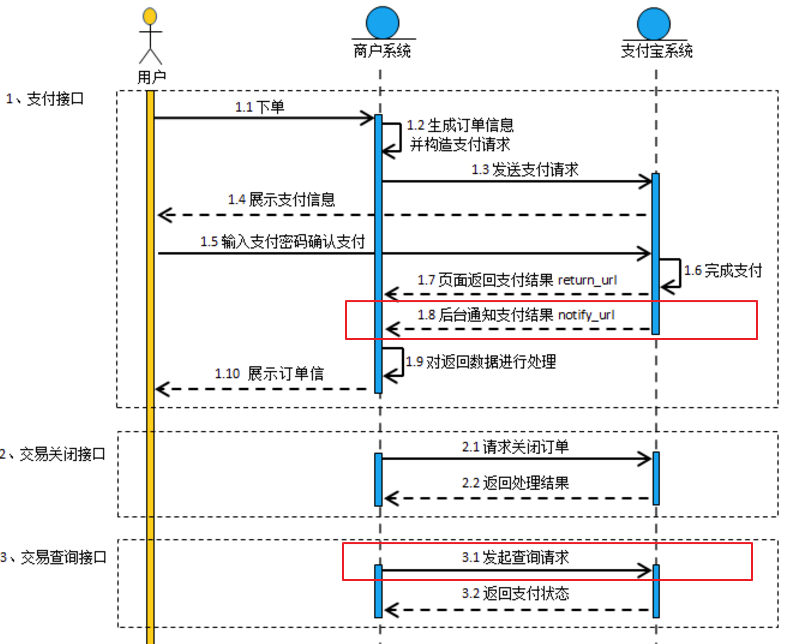 用户
商户系统
支付宝系统
1、支付接口
1.1 下单
1.2 生成订单信息
并构造支付请求
1.3 发送支付请求
1.4 展示支付信息
1.5 输入支付密码确认支付
1.6 完成支付
1.7 页面返回支付结果 return_url
1.8 后台通知支付结果 notify_url
1.9 对返回数据进行处理
1.10 展示订单信
2、交易关闭接口
2.1 请求关闭订单
2.2 返回处理结果
3、交易查询接口
3.1 发起查询请求
3.2 返回支付状态